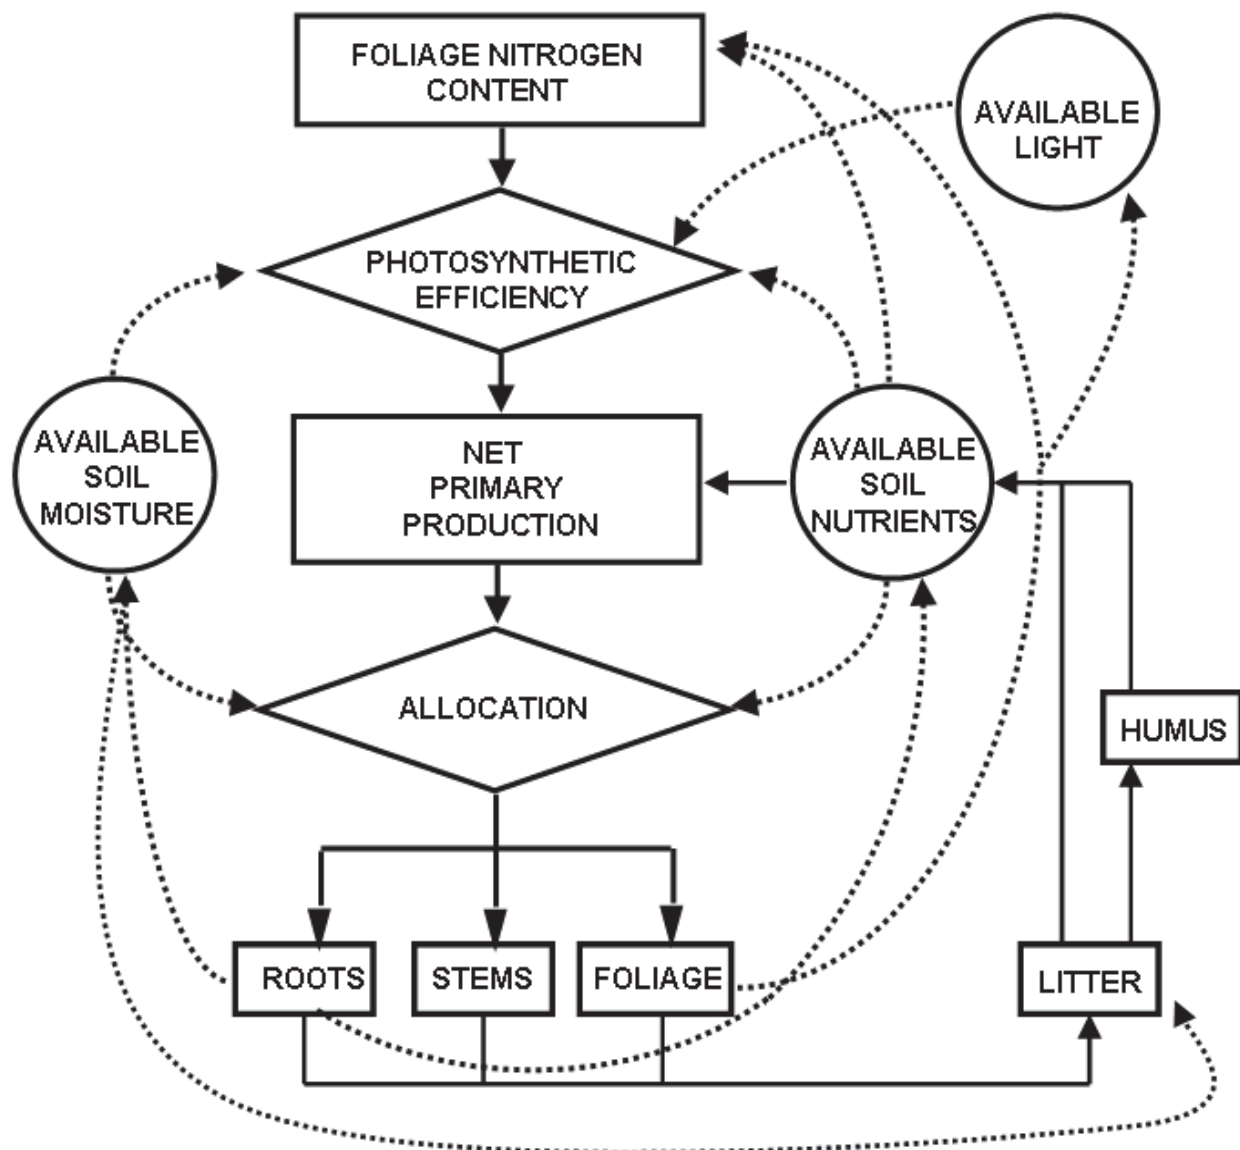 FOLIAGE NITROGEN
CONTENT
AVAILABLE
LIGHT
PHOTOSYNTHETIC
EFFICIENCY
AVAILABLE
SOIL
MOISTURE
NET
PRIMARY
PRODUCTION
AVAILABLE
SOIL
NUTRIENTS
ALLOCATION
HUMUS
ROOTS
STEMS
FOLIAGE
LITTER